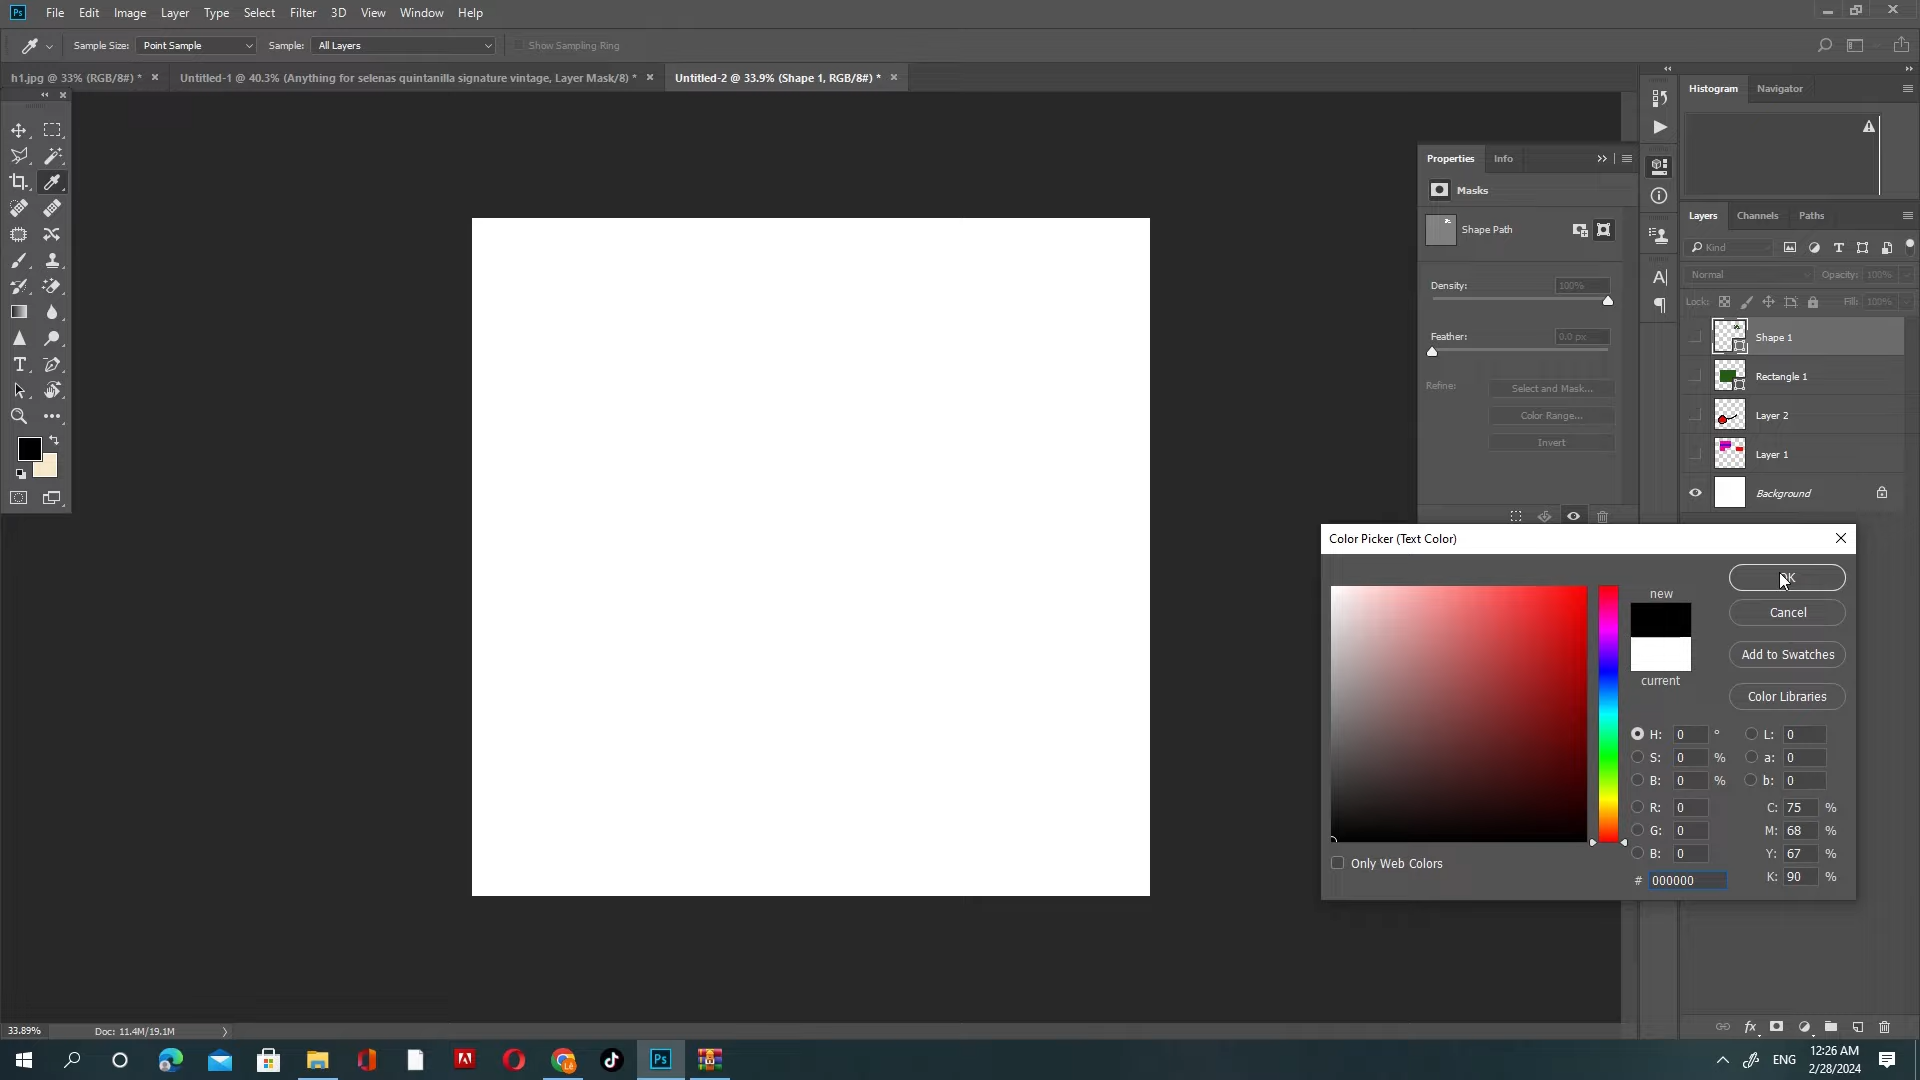 Ps File Edit Image Layer Type Select Filter 3D View Window Help
Sample Size: Point Sample Sample: All Layers Show Sampling Ring
h1.jpg @ 33% (RGB/8#) * Untitled-1 @ 40.3% (Anything for selenas quintanilla signature vintage, Layer Mask/8) * Untitled-2 @ 33.9% (Shape 1, RGB/8#) *
Histogram Navigator
Properties Info
Masks
Shape Path
Density: 100%
Feather: 0.0 px
Refine: Select and Mask...
Color Range...
Invert
Layers Channels Paths
Kind
Normal Opacity: 100%
Lock: Fill: 100%
Shape 1
Rectangle 1
Layer 2
Layer 1
Background
Color Picker (Text Color)
new
current
OK
Cancel
Add to Swatches
Color Libraries
H: 0 ° L: 0
S: 0 % a: 0
B: 0 % b: 0
R: 0 C: 75 %
G: 0 M: 68 %
B: 0 Y: 67 %
# 000000 K: 90 %
Only Web Colors
33.89% Doc: 11.4M/19.1M
fx
Ps ENG 12:26 AM
2/28/2024